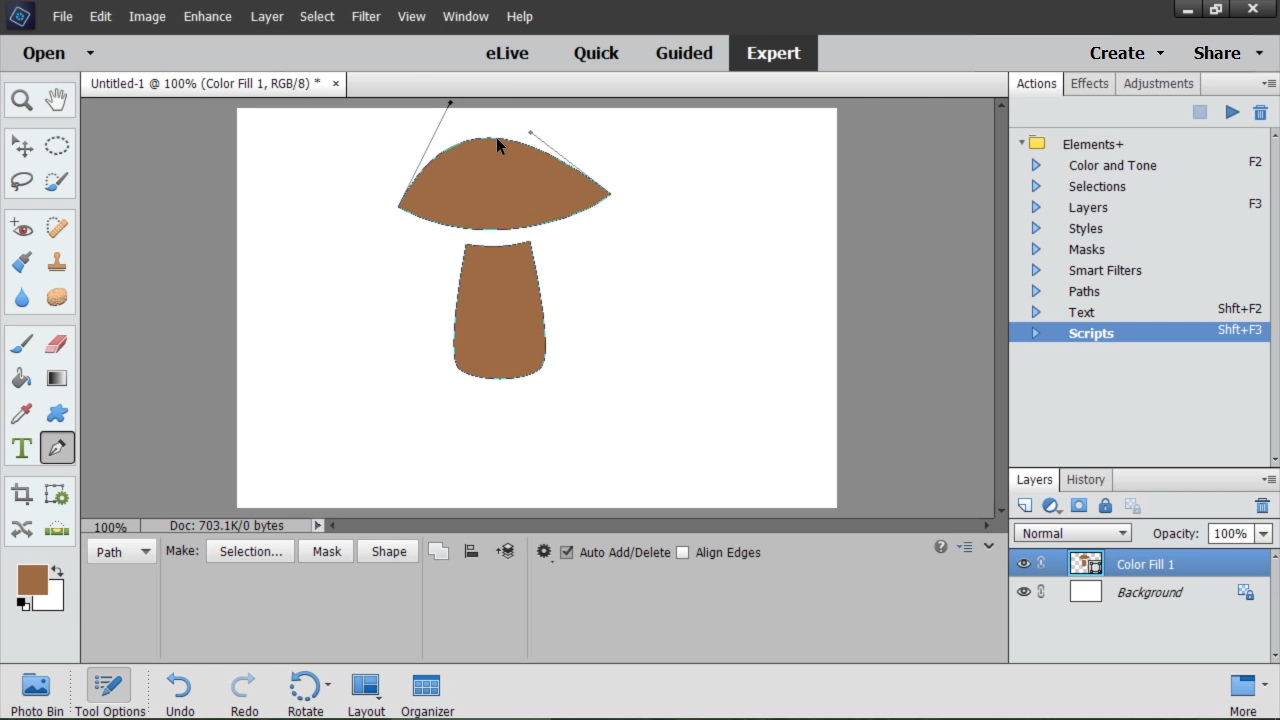 File Edit Image Enhance Layer Select Filter View Window Help
Open eLive Quick Guided Expert Create Share
Untitled-1 @ 100% (Color Fill 1, RGB/8) * ×
Actions Effects Adjustments
Elements+
Color and Tone F2
Selections
Layers F3
Styles
Masks
Smart Filters
Paths
Text Shft+F2
Scripts Shft+F3
Layers History
Normal Opacity: 100%
Color Fill 1
Background
100% Doc: 703.1K/0 bytes
Path Make: Selection... Mask Shape Auto Add/Delete Align Edges
Photo Bin Tool Options Undo Redo Rotate Layout Organizer More